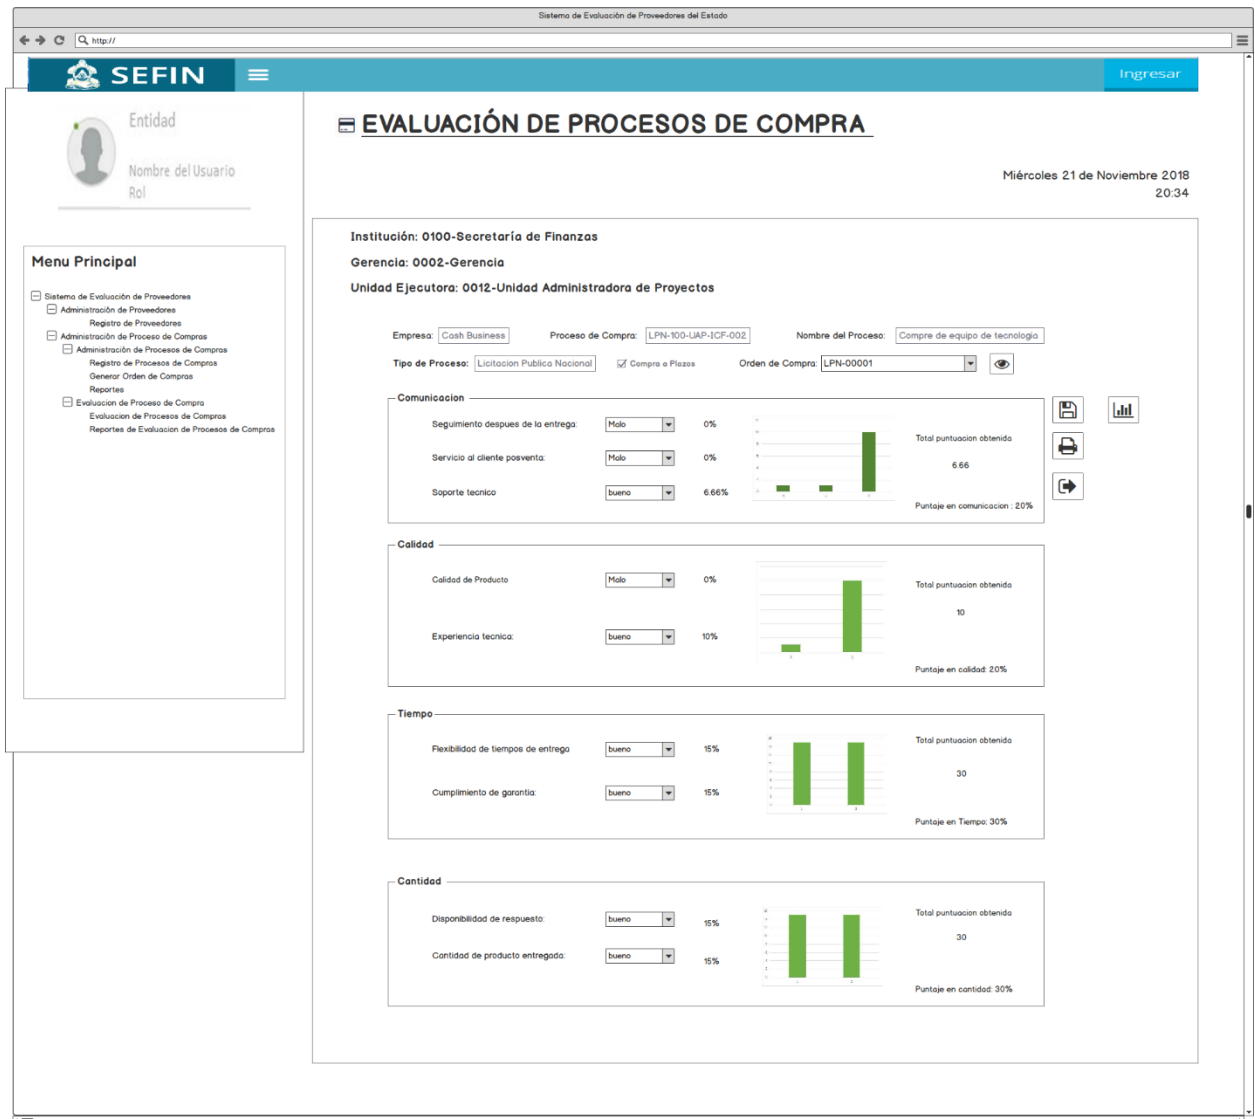 Sistema de Evaluación de Proveedores del Estado
http://
SEFIN
Ingresar
Entidad
Nombre del Usuario
Rol
Menu Principal
Sistema de Evaluación de Proveedores
Administración de Proveedores
Registro de Proveedores
Administración de Proceso de Compras
Administración de Procesos de Compras
Registro de Procesos de Compras
Generar Orden de Compras
Reportes
Evaluacion de Proceso de Compra
Evaluacion de Procesos de Compras
Reportes de Evaluacion de Procesos de Compras
EVALUACIÓN DE PROCESOS DE COMPRA
Miércoles 21 de Noviembre 2018
20:34
Institución: 0100-Secretaría de Finanzas
Gerencia: 0002-Gerencia
Unidad Ejecutora: 0012-Unidad Administradora de Proyectos
Empresa: Cash Business Proceso de Compra: LPN-100-UAP-ICF-002 Nombre del Proceso: Compre de equipo de tecnologia
Tipo de Proceso: Licitacion Publica Nacional Compra a Plazos Orden de Compra: LPN-00001
Comunicacion
Seguimiento despues de la entrega: Malo 0%
Servicio al cliente posventa: Malo 0%
Soporte tecnico bueno 6.66%
Total puntuacion obtenida
6.66
Puntaje en comunicacion : 20%
Calidad
Calidad de Producto Malo 0%
Experiencia tecnica: bueno 10%
Total puntuacion obtenida
10
Puntaje en calidad: 20%
Tiempo
Flexibilidad de tiempos de entrega bueno 15%
Cumplimiento de garantia: bueno 15%
Total puntuacion obtenida
30
Puntaje en Tiempo: 30%
Cantidad
Disponibilidad de respuesto: bueno 15%
Cantidad de producto entregada: bueno 15%
Total puntuacion obtenida
30
Puntaje en cantidad: 30%